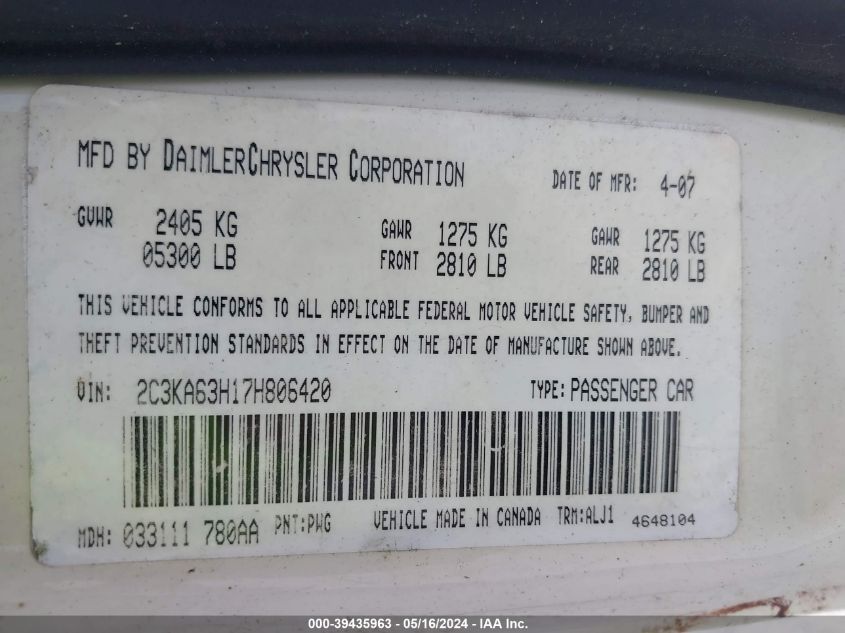 MFD BY DAIMLERCHRYSLER CORPORATION DATE OF MFR: 4-07
GVWR 2405 KG GAWR 1275 KG GAWR 1275 KG
05300 LB FRONT 2810 LB REAR 2810 LB
THIS VEHICLE CONFORMS TO ALL APPLICABLE FEDERAL MOTOR VEHICLE SAFETY, BUMPER AND
THEFT PREVENTION STANDARDS IN EFFECT ON THE DATE OF MANUFACTURE SHOWN ABOVE.
VIN: 2C3KA63H17H806420 TYPE: PASSENGER CAR
MDH: 033111 780AA PNT:PWG VEHICLE MADE IN CANADA TRM:ALJ1 4648104
000-39435963 - 05/16/2024 - IAA Inc.